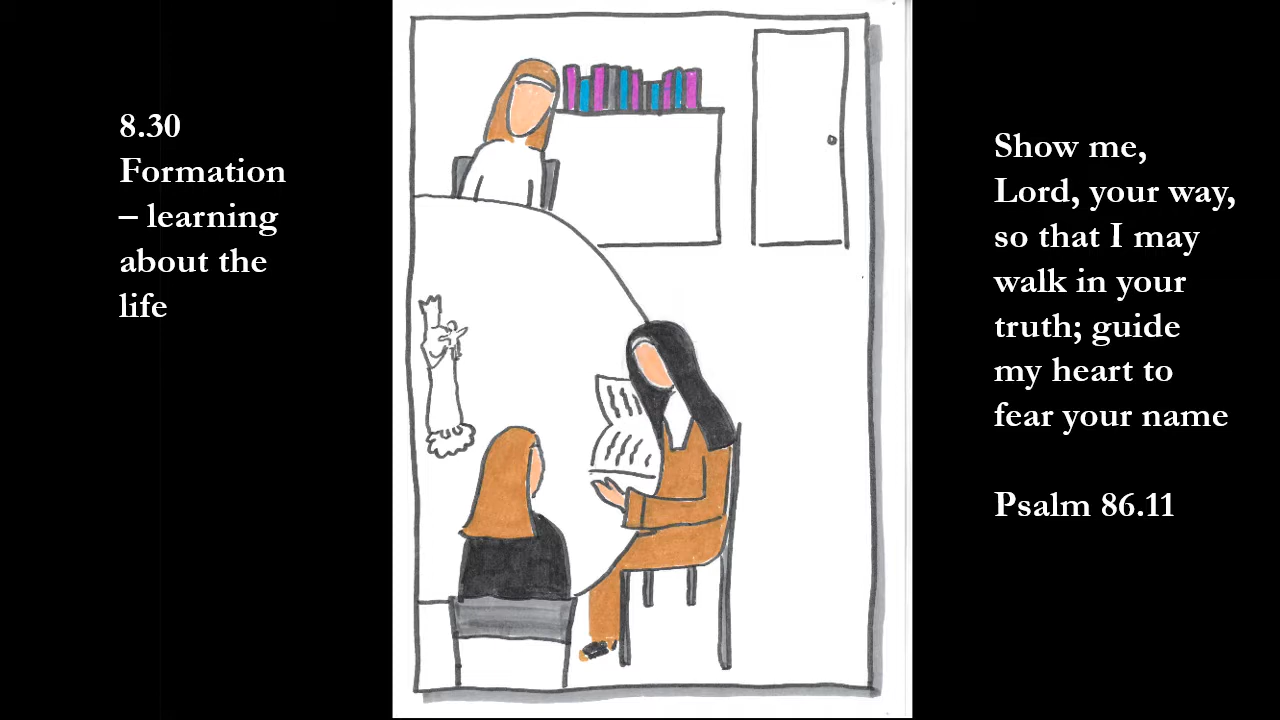 8.30
Formation
– learning
about the
life
Show me,
Lord, your way,
so that I may
walk in your
truth; guide
my heart to
fear your name
Psalm 86.11